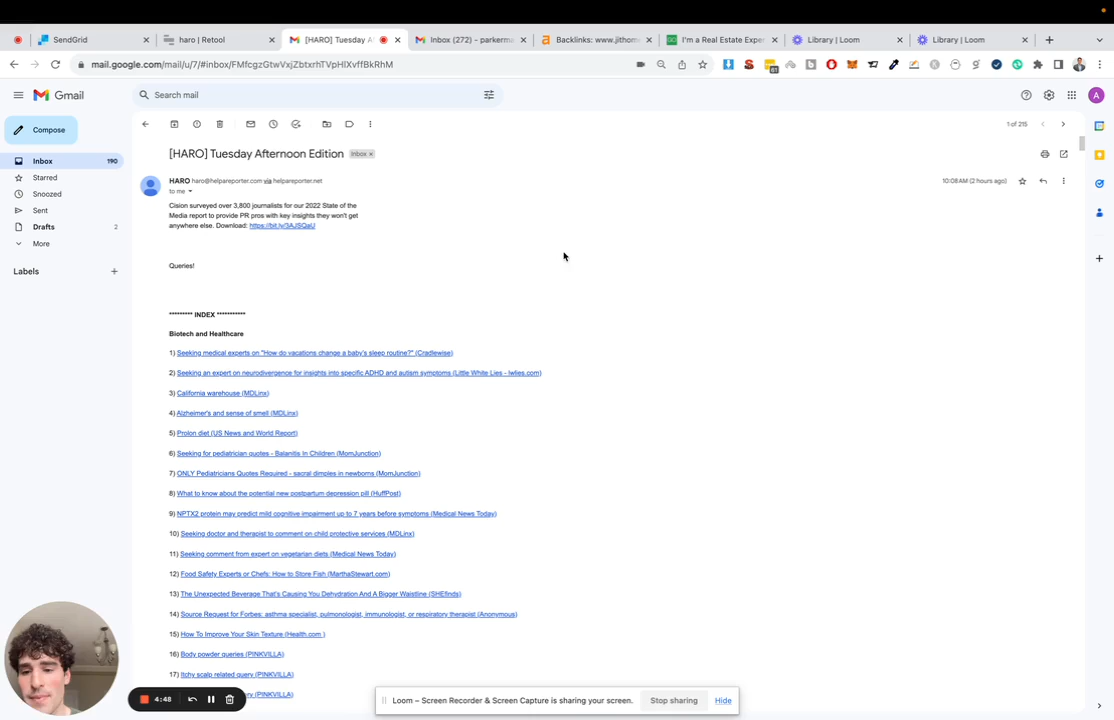 SendGrid
haro | Retool
[HARO] Tuesday A
Inbox (272) - parkerm
Backlinks: www.jithom
I'm a Real Estate Exper
Library | Loom
Library | Loom
mail.google.com/mail/u/7/#inbox/FMfcgzGtwVxjZbtxrhTVpHlXvffBkRhM
Gmail
Search mail
Compose
1 of 215
[HARO] Tuesday Afternoon Edition
Inbox x
Inbox 190
Starred
Snoozed
Sent
Drafts 2
More
Labels
HARO haro@helpareporter.com via helpareporter.net
10:08AM (2 hours ago)
to me
Cision surveyed over 3,800 journalists for our 2022 State of the
Media report to provide PR pros with key insights they won't get
anywhere else. Download: https://bit.ly/3AJSQaU
Queries!
********* INDEX ***********
Biotech and Healthcare
1) Seeking medical experts on "How do vacations change a baby's sleep routine?" (Cradlewise)
2) Seeking an expert on neurodivergence for insights into specific ADHD and autism symptoms (Little White Lies - lwlies.com)
3) California warehouse (MDLinx)
4) Alzheimer's and sense of smell (MDLinx)
5) Prolon diet (US News and World Report)
6) Seeking for pediatrician quotes - Balanitis In Children (MomJunction)
7) ONLY Pediatricians Quotes Required - sacral dimples in newborns (MomJunction)
8) What to know about the potential new postpartum depression pill (HuffPost)
9) NPTX2 protein may predict mild cognitive impairment up to 7 years before symptoms (Medical News Today)
10) Seeking doctor and therapist to comment on child protective services (MDLinx)
11) Seeking comment from expert on vegetarian diets (Medical News Today)
12) Food Safety Experts or Chefs: How to Store Fish (MarthaStewart.com)
13) The Unexpected Beverage That's Causing You Dehydration And A Bigger Waistline (SHEfinds)
14) Source Request for Forbes: asthma specialist, pulmonologist, immunologist, or respiratory therapist (Anonymous)
15) How To Improve Your Skin Texture (Health.com )
16) Body powder queries (PINKVILLA)
17) Itchy scalp related query (PINKVILLA)
ry (PINKVILLA)
4:48
Loom – Screen Recorder & Screen Capture is sharing your screen.
Stop sharing
Hide